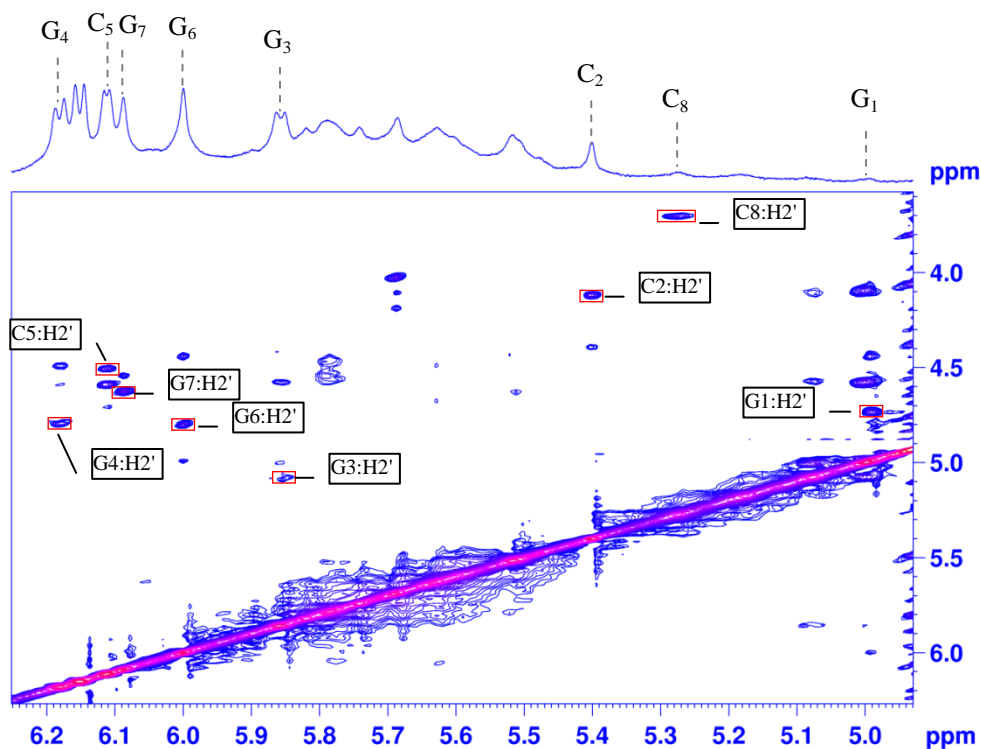 G4 C5 G7 G6 G3 C2 C8 G1
ppm
C8:H2'
4.0
C2:H2'
C5:H2'
4.5
G7:H2'
G6:H2'
G1:H2'
G4:H2'
G3:H2'
5.0
5.5
6.0
6.2 6.1 6.0 5.9 5.8 5.7 5.6 5.5 5.4 5.3 5.2 5.1 5.0 ppm